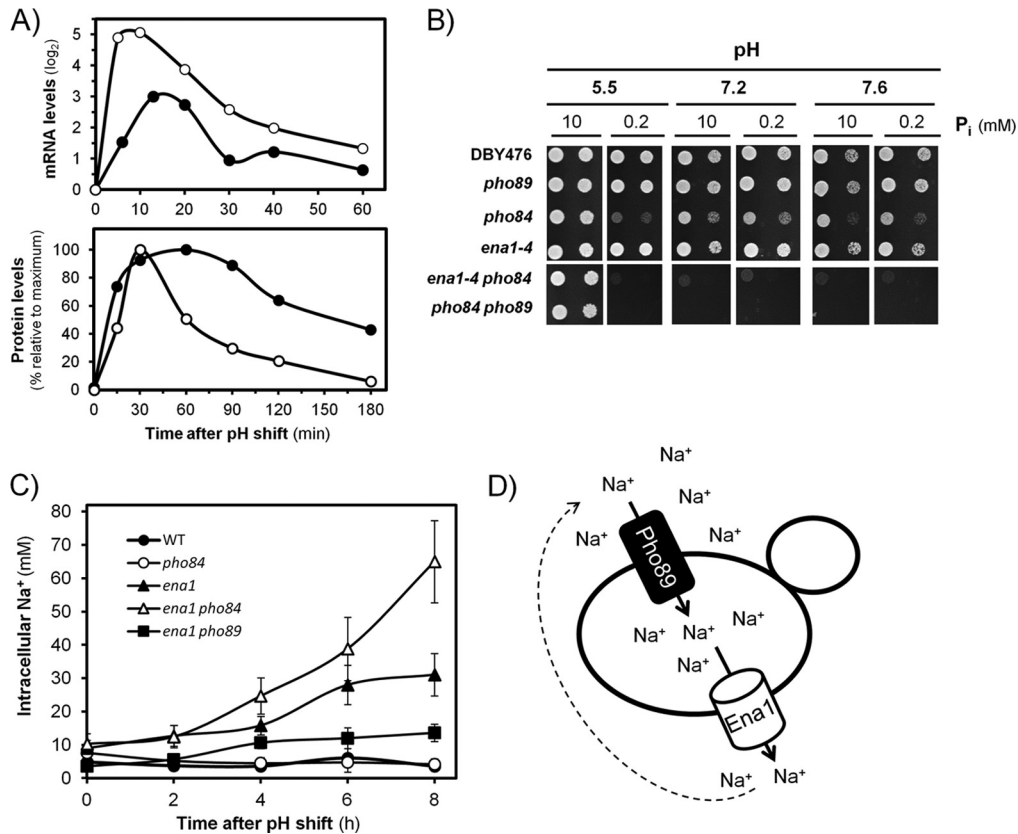 A)
mRNA levels (log2)
5
4
3
2
1
0
0 10 20 30 40 50 60
Protein levels
(% relative to maximum)
100
80
60
40
20
0
0 30 60 90 120 150 180
Time after pH shift (min)
B)
pH
5.5 7.2 7.6
10 0.2 10 0.2 10 0.2 Pi (mM)
DBY476
pho89
pho84
ena1-4
ena1-4 pho84
pho84 pho89
C)
Intracellular Na+ (mM)
80
70
60
50
40
30
20
10
0
WT
pho84
ena1
ena1 pho84
ena1 pho89
0 2 4 6 8
Time after pH shift (h)
D)
Na+
Na+
Na+
Na+
Na+
Pho89
Na+
Na+
Na+
Na+
Ena1
Na+
Na+